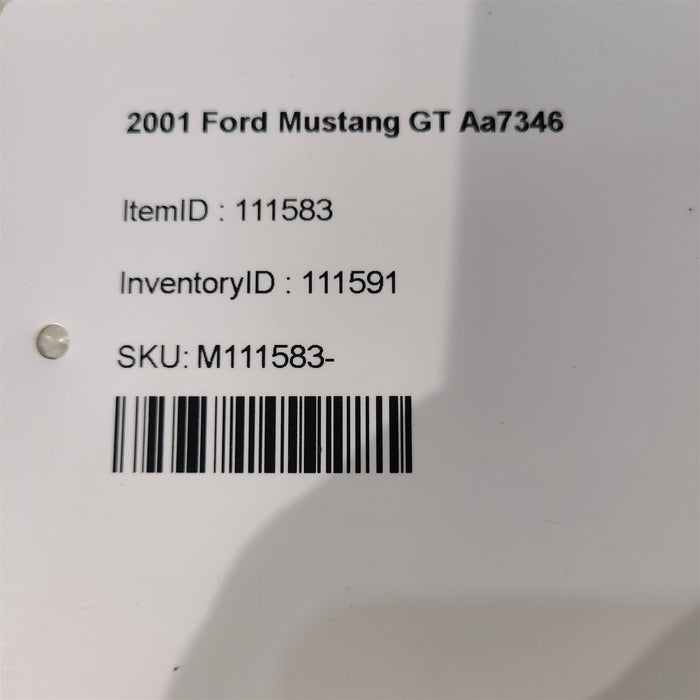 2001 Ford Mustang GT Aa7346
ItemID : 111583
InventoryID : 111591
SKU: M111583-